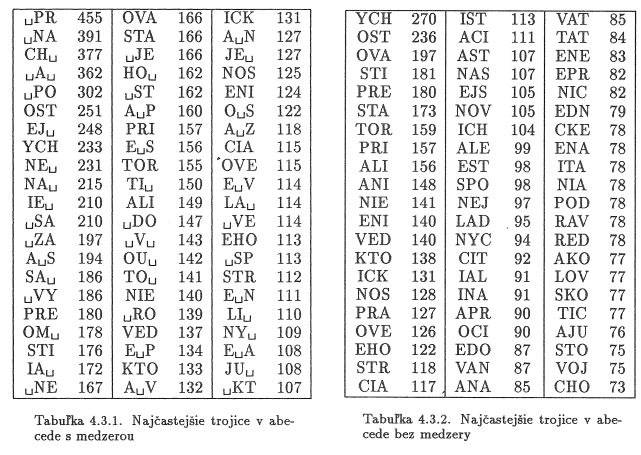 ␣PR 455 OVA 166 ICK 131
␣NA 391 STA 166 A␣N 127
CH␣ 377 ␣JE 166 JE␣ 127
␣A␣ 362 HO␣ 162 NOS 125
␣PO 302 ␣ST 162 ENI 124
OST 251 A␣P 160 O␣S 122
EJ␣ 248 PRI 157 A␣Z 118
YCH 233 E␣S 156 CIA 115
NE␣ 231 TOR 155 OVE 115
NA␣ 215 TI␣ 150 E␣V 114
IE␣ 210 ALI 149 LA␣ 114
␣SA 210 ␣DO 147 ␣VE 114
␣ZA 197 ␣V␣ 143 EHO 113
A␣S 194 OU␣ 142 ␣SP 113
SA␣ 186 TO␣ 141 STR 112
␣VY 186 NIE 140 E␣N 111
PRE 180 ␣RO 139 LI␣ 110
OM␣ 178 VED 137 NY␣ 109
STI 176 E␣P 134 E␣A 108
IA␣ 172 KTO 133 JU␣ 108
␣NE 167 A␣V 132 ␣KT 107
Tabuľka 4.3.1. Najčastejšie trojice v abe-
cede s medzerou
YCH 270 IST 113 VAT 85
OST 236 ACI 111 TAT 84
OVA 197 AST 107 ENE 83
STI 181 NAS 107 EPR 82
PRE 180 EJS 105 NIC 82
STA 173 NOV 105 EDN 79
TOR 159 ICH 104 CKE 78
PRI 157 ALE 99 ENA 78
ALI 156 EST 98 ITA 78
ANI 148 SPO 98 NIA 78
NIE 141 NEJ 97 POD 78
ENI 140 LAD 95 RAV 78
VED 140 NYC 94 RED 78
KTO 138 CIT 92 AKO 77
ICK 131 IAL 91 LOV 77
NOS 128 INA 91 SKO 77
PRA 127 APR 90 TIC 77
OVE 126 OCI 90 AJU 76
EHO 122 EDO 87 STO 75
STR 118 VAN 87 VOJ 75
CIA 117 ANA 85 CHO 73
Tabuľka 4.3.2. Najčastejšie trojice v abe-
cede bez medzery